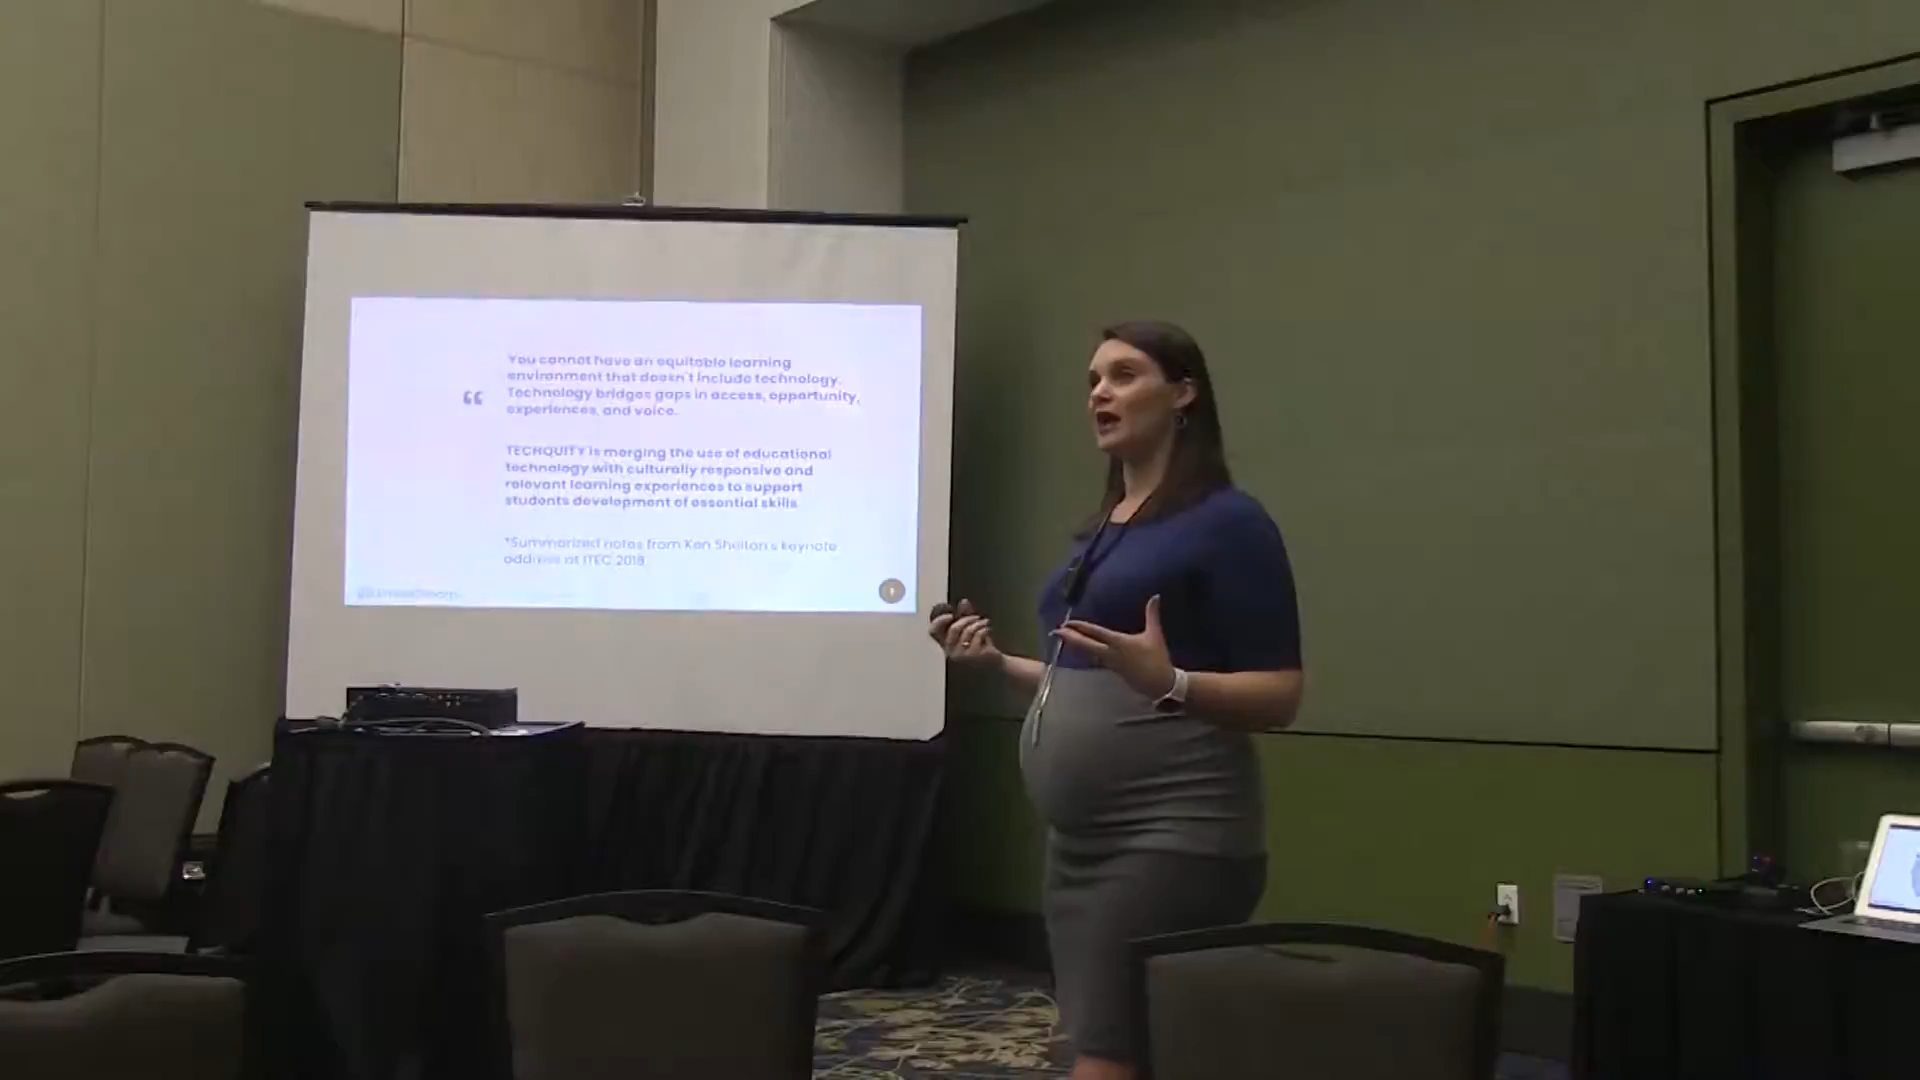 “
You cannot have an equitable learning
environment that doesn't include technology.
Technology bridges gaps in access, opportunity,
experiences, and voice.
TECHQUITY is merging the use of educational
technology with culturally responsive and
relevant learning experiences to support
students development of essential skills
*Summarized notes from Ken Shelton's keynote
address at ITEC 2018